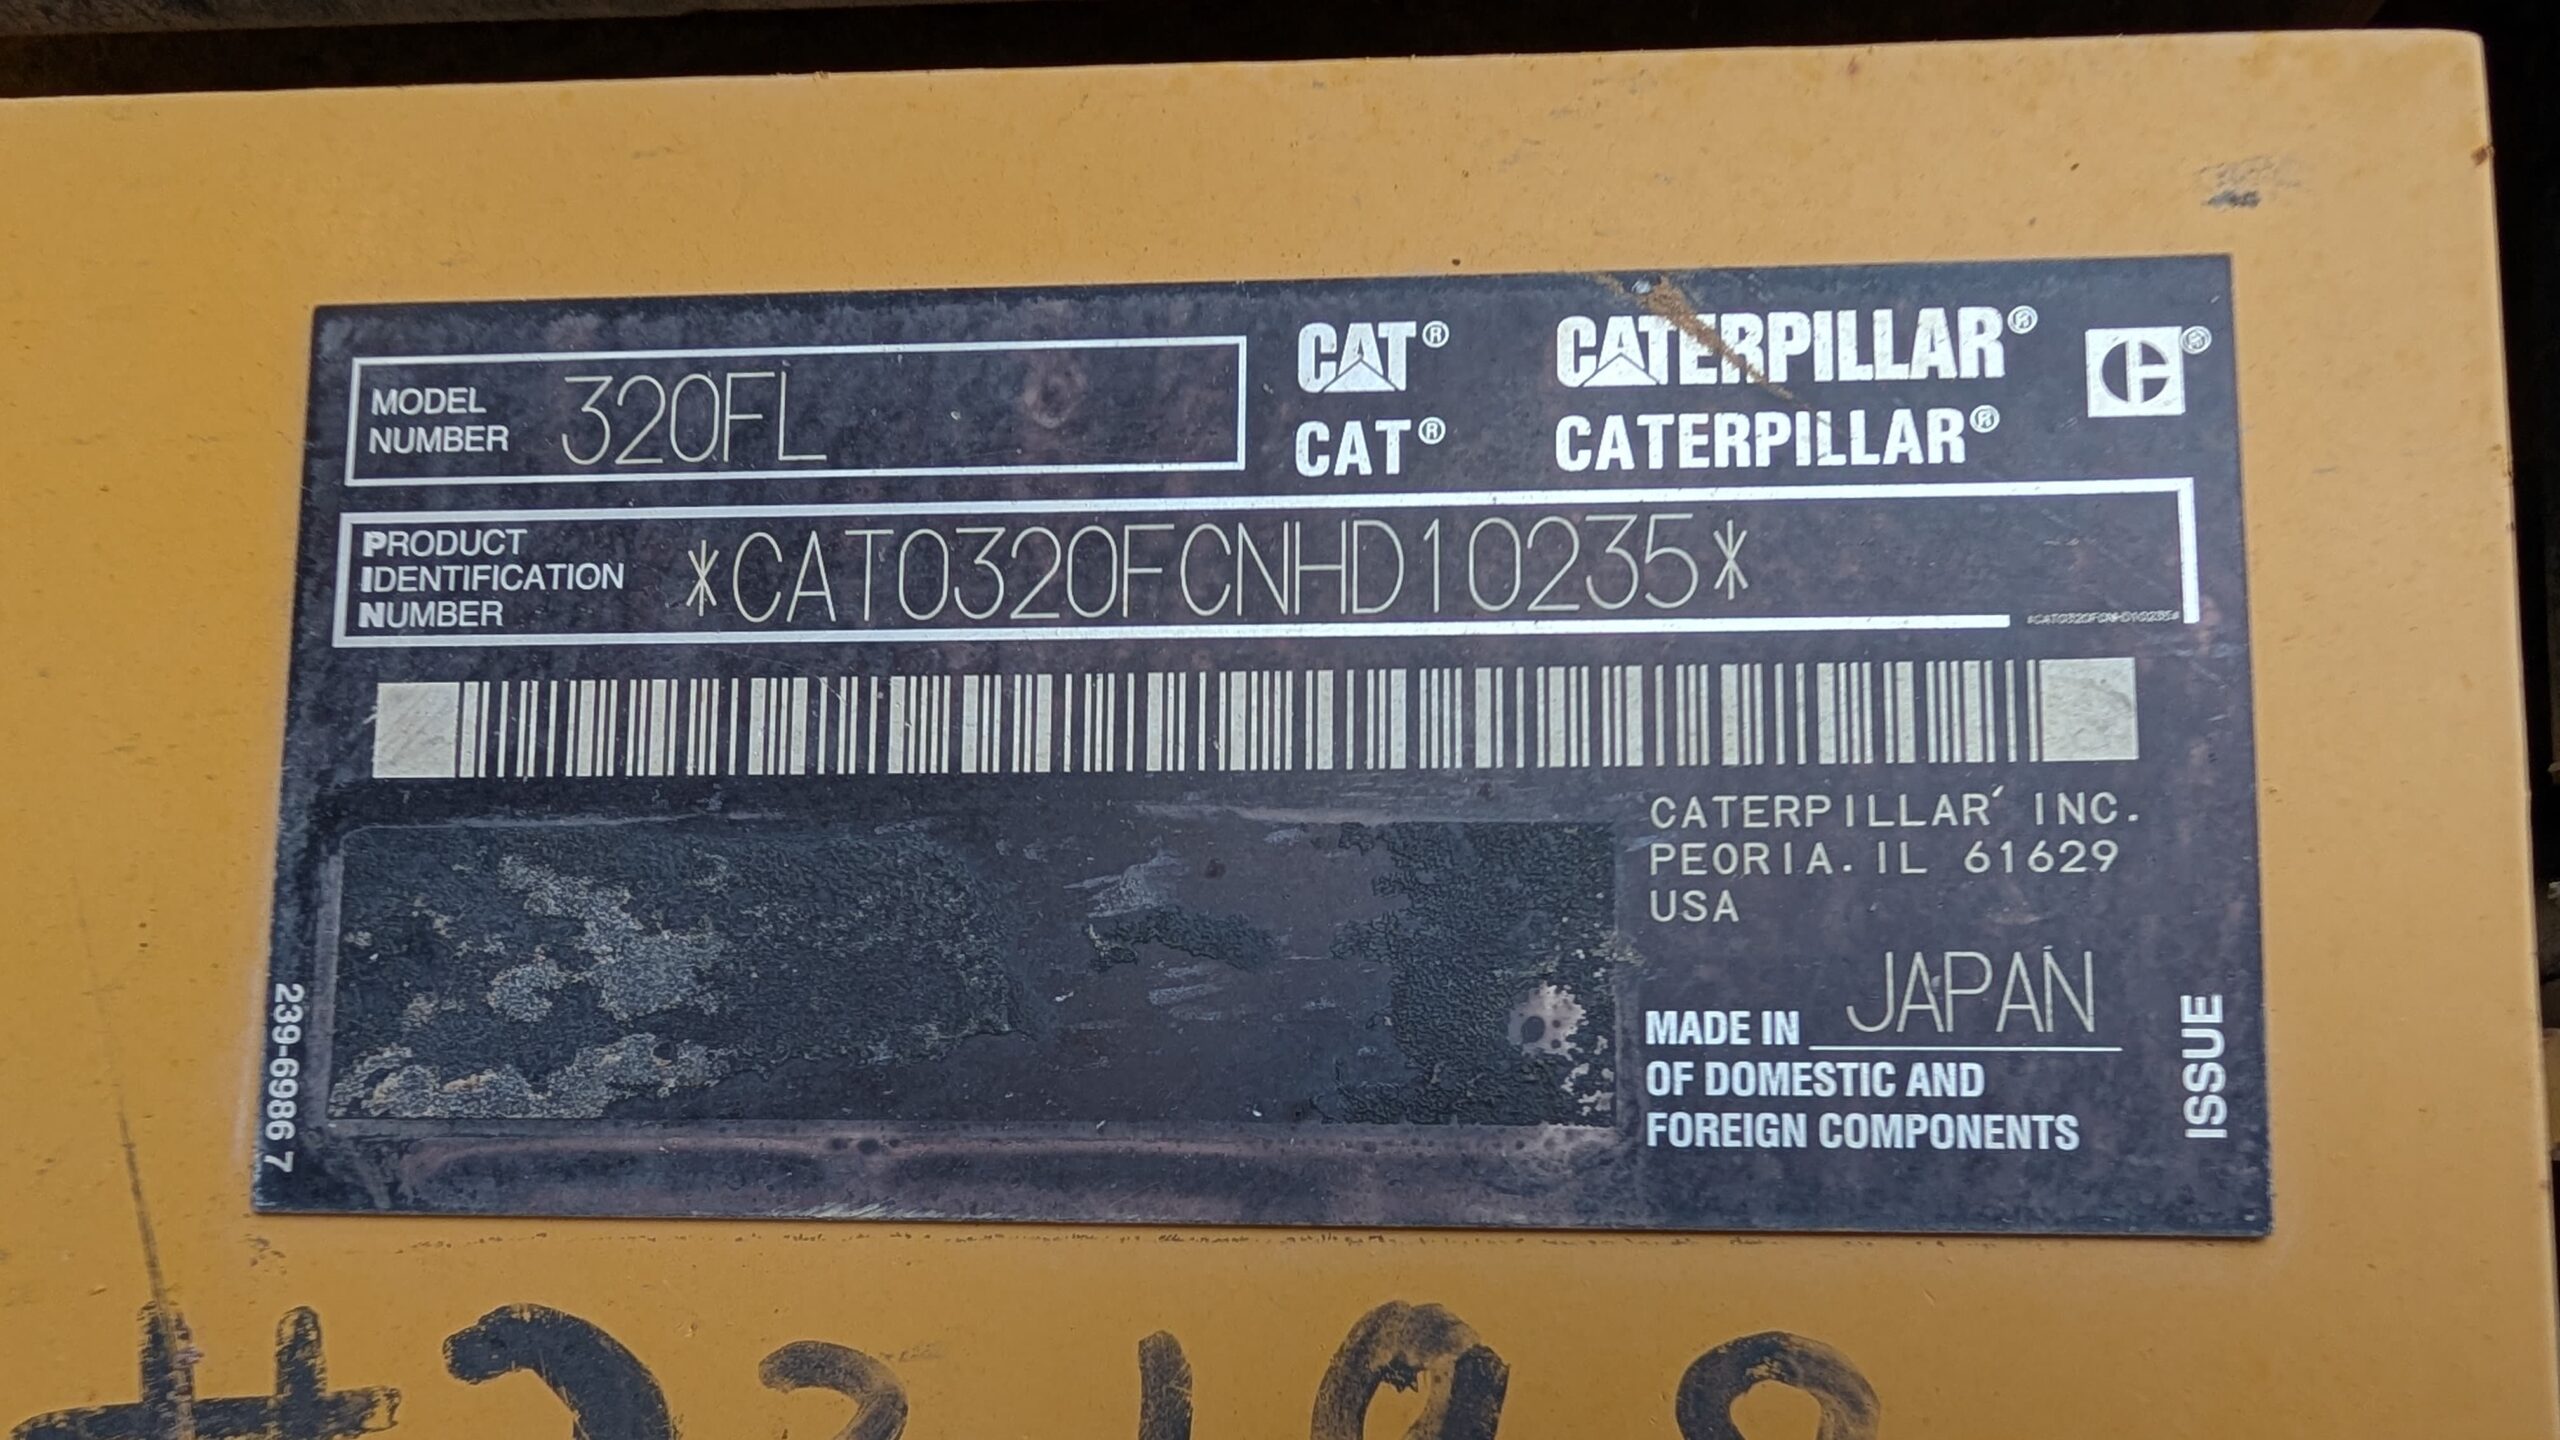 MODEL NUMBER 320FL
CAT® CATERPILLAR®
CAT® CATERPILLAR®
PRODUCT IDENTIFICATION NUMBER *CAT0320FCNHD10235*
*CAT0320FCNHD10235*
CATERPILLAR INC.
PEORIA. IL 61629
USA
MADE IN JAPAN
OF DOMESTIC AND
FOREIGN COMPONENTS
ISSUE
239-6986 7